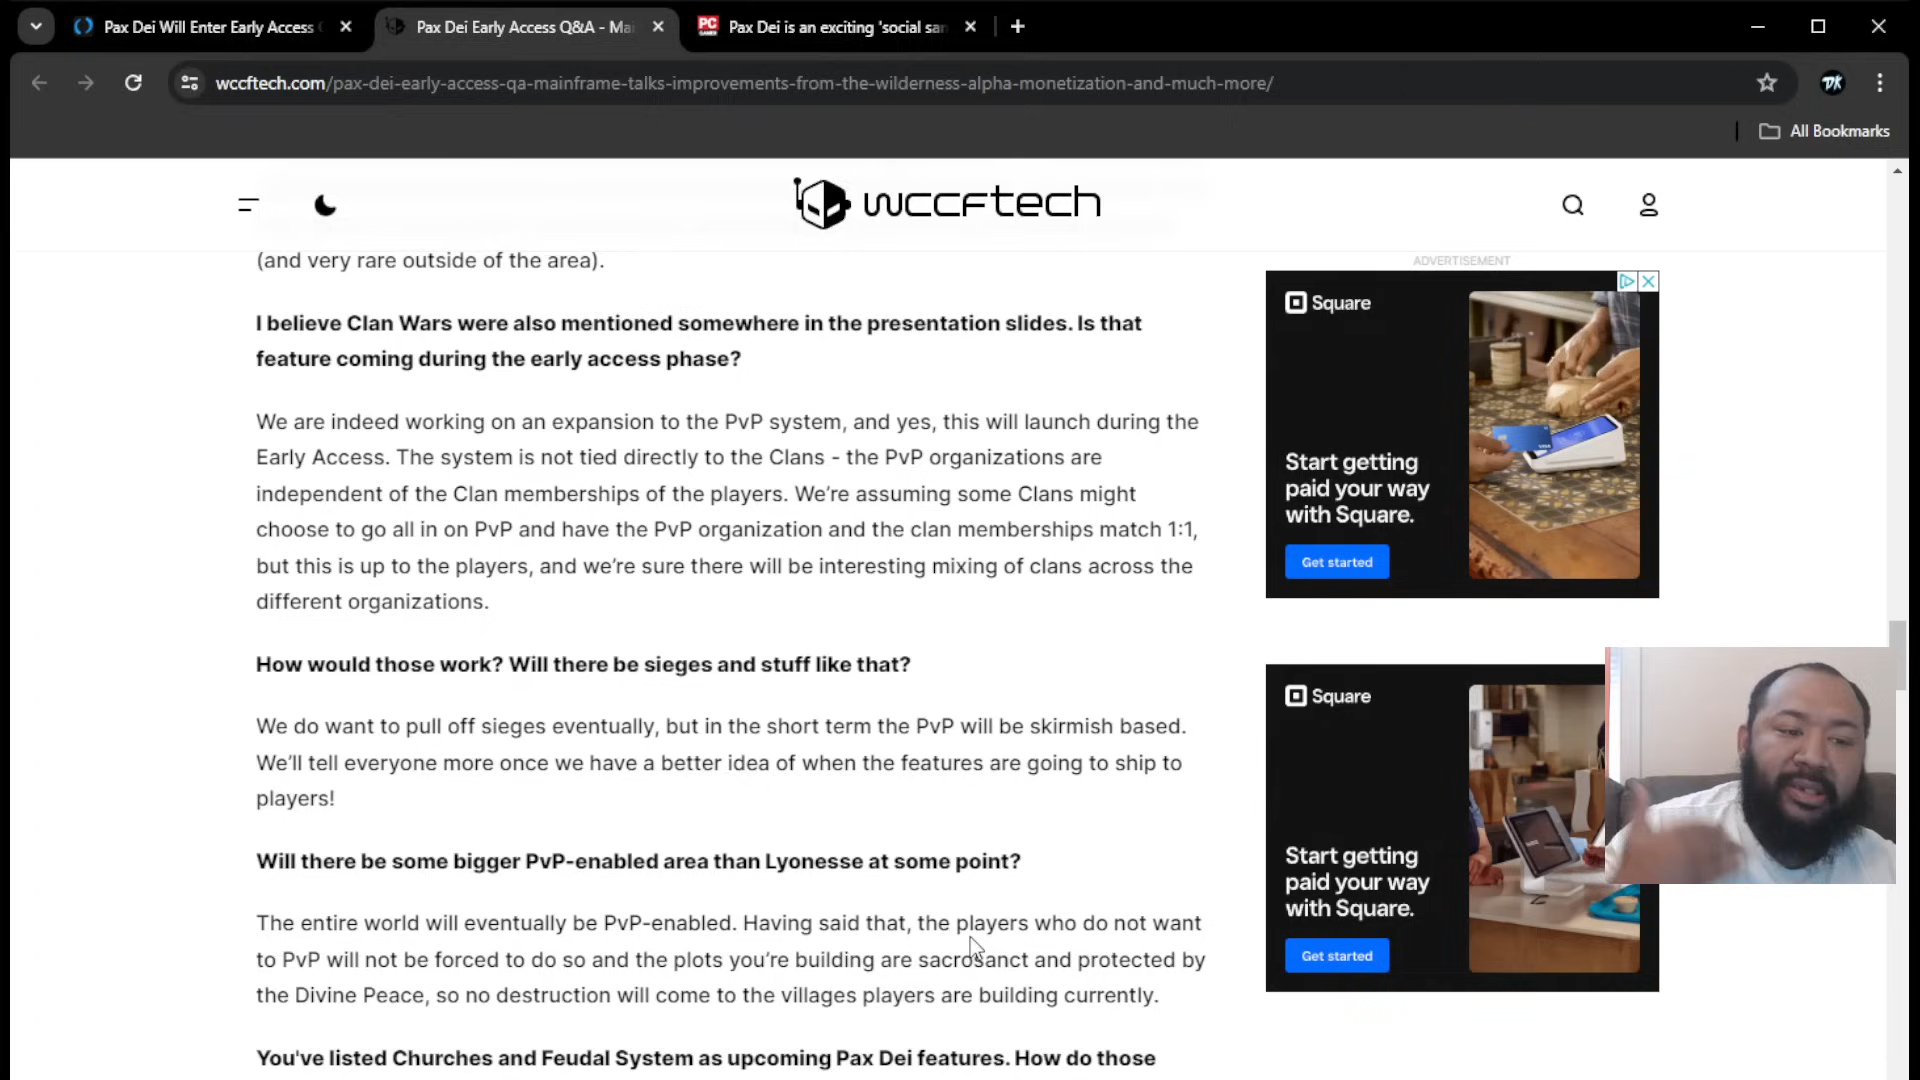 Pax Dei Will Enter Early Access
Pax Dei Early Access Q&A - Mai
PC GAMER
Pax Dei is an exciting 'social san
wccftech.com/pax-dei-early-access-qa-mainframe-talks-improvements-from-the-wilderness-alpha-monetization-and-much-more/
DK
All Bookmarks
wccftech
(and very rare outside of the area).
I believe Clan Wars were also mentioned somewhere in the presentation slides. Is that
feature coming during the early access phase?
We are indeed working on an expansion to the PvP system, and yes, this will launch during the
Early Access. The system is not tied directly to the Clans - the PvP organizations are
independent of the Clan memberships of the players. We're assuming some Clans might
choose to go all in on PvP and have the PvP organization and the clan memberships match 1:1,
but this is up to the players, and we're sure there will be interesting mixing of clans across the
different organizations.
How would those work? Will there be sieges and stuff like that?
We do want to pull off sieges eventually, but in the short term the PvP will be skirmish based.
We'll tell everyone more once we have a better idea of when the features are going to ship to
players!
Will there be some bigger PvP-enabled area than Lyonesse at some point?
The entire world will eventually be PvP-enabled. Having said that, the players who do not want
to PvP will not be forced to do so and the plots you're building are sacrosanct and protected by
the Divine Peace, so no destruction will come to the villages players are building currently.
You've listed Churches and Feudal System as upcoming Pax Dei features. How do those
ADVERTISEMENT
Square
Start getting
paid your way
with Square.
Get started
Square
Start getting
paid your way
with Square.
Get started